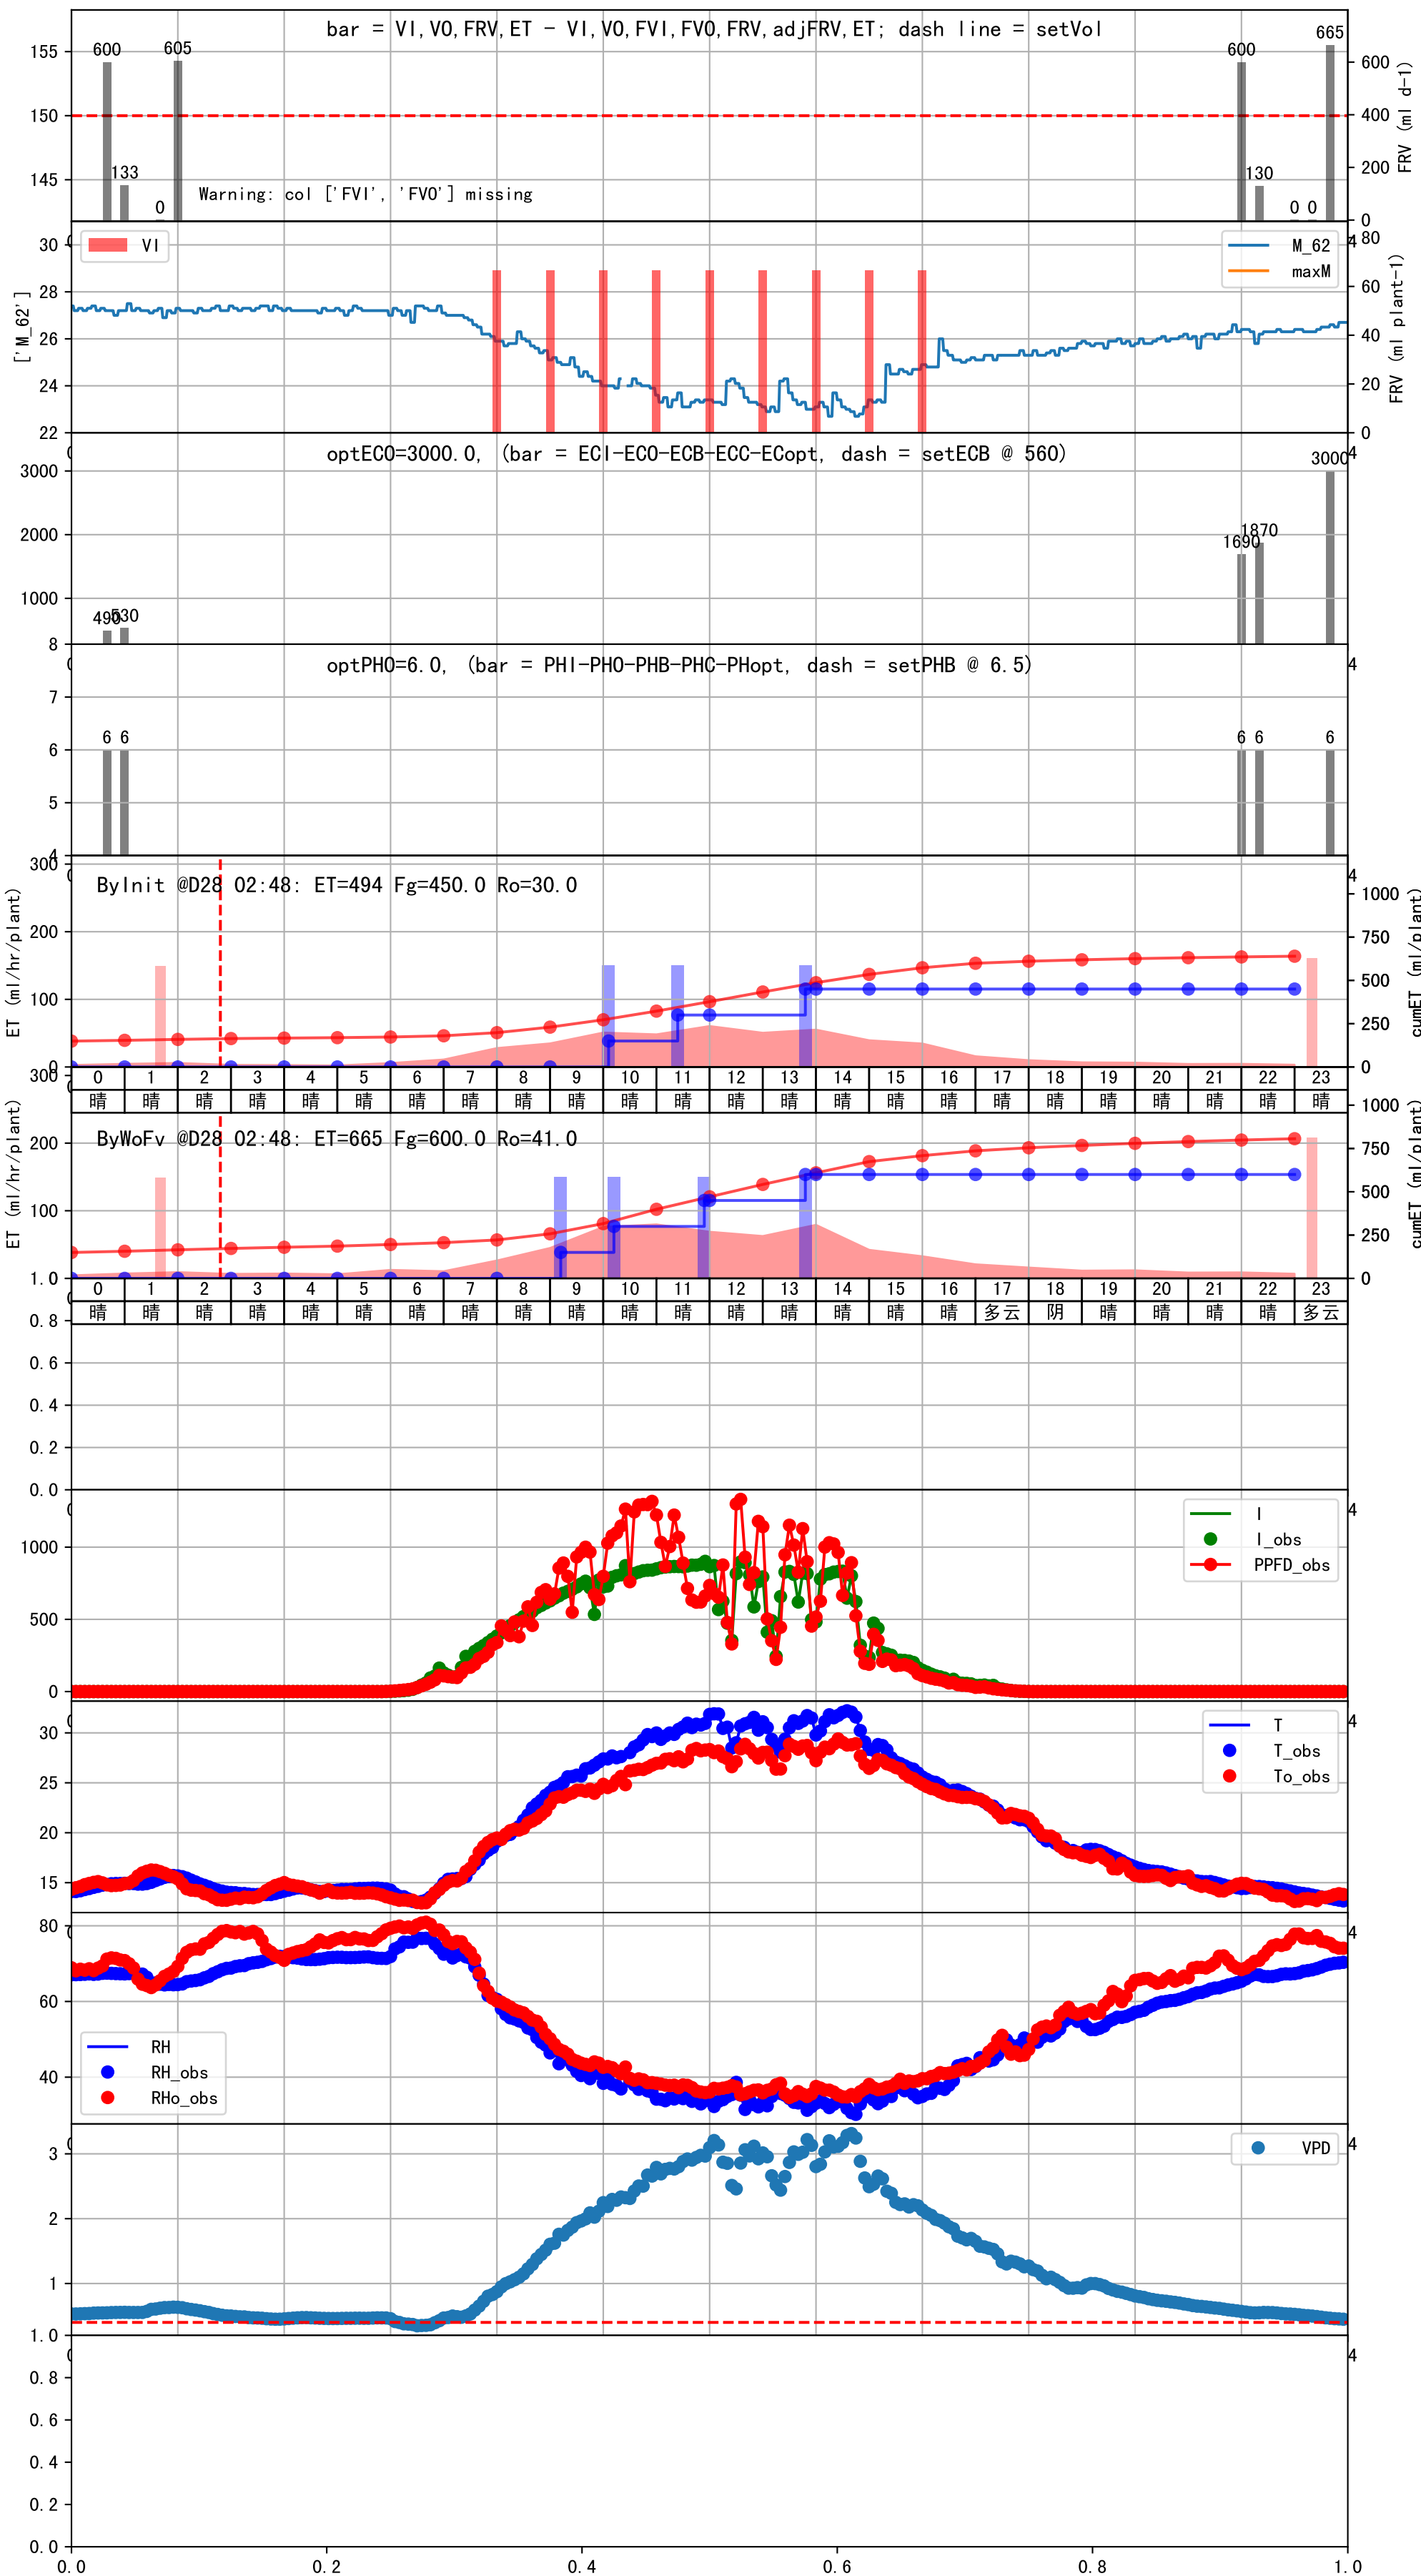 bar = VI,VO,FRV,ET - VI,VO,FVI,FVO,FRV,adjFRV,ET; dash line = setVol
155
150
145
600
133
0
605
600
130
0
0
665
Warning: col ['FVI', 'FVO'] missing
600
400
200
0
FRV (ml d-1)
['M_62']
30
28
26
24
22
VI
M_62
maxM
80
60
40
20
0
FRV (ml plant-1)
optECO=3000.0, (bar = ECI-ECO-ECB-ECC-ECopt, dash = setECB @ 560)
3000
2000
1000
490
530
1690
1870
3000
optPHO=6.0, (bar = PHI-PHO-PHB-PHC-PHopt, dash = setPHB @ 6.5)
8
7
6
5
4
6
6
6
6
6
ByInit @D28 02:48: ET=494 Fg=450.0 Ro=30.0
ET (ml/hr/plant)
300
200
100
0
1000
750
500
250
0
cumET (ml/plant)
0 1 2 3 4 5 6 7 8 9 10 11 12 13 14 15 16 17 18 19 20 21 22 23
晴 晴 晴 晴 晴 晴 晴 晴 晴 晴 晴 晴 晴 晴 晴 晴 晴 晴 晴 晴 晴 晴 晴 晴
ByWoFv @D28 02:48: ET=665 Fg=600.0 Ro=41.0
ET (ml/hr/plant)
300
200
100
1000
750
500
250
0
cumET (ml/plant)
0 1 2 3 4 5 6 7 8 9 10 11 12 13 14 15 16 17 18 19 20 21 22 23
晴 晴 晴 晴 晴 晴 晴 晴 晴 晴 晴 晴 晴 晴 晴 晴 晴 多云 阴 晴 晴 晴 晴 多云
1.0
0.8
0.6
0.4
0.2
0.0
1000
500
0
I
I_obs
PPFD_obs
30
25
20
15
T
T_obs
To_obs
80
60
40
RH
RH_obs
RHo_obs
3
2
1
VPD
1.0
0.8
0.6
0.4
0.2
0.0
0.0 0.2 0.4 0.6 0.8 1.0